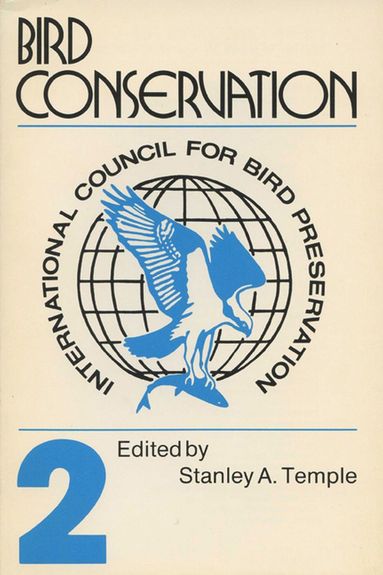 BIRD
CONSERVATION
INTERNATIONAL COUNCIL FOR BIRD PRESERVATION
2
Edited by
Stanley A. Temple